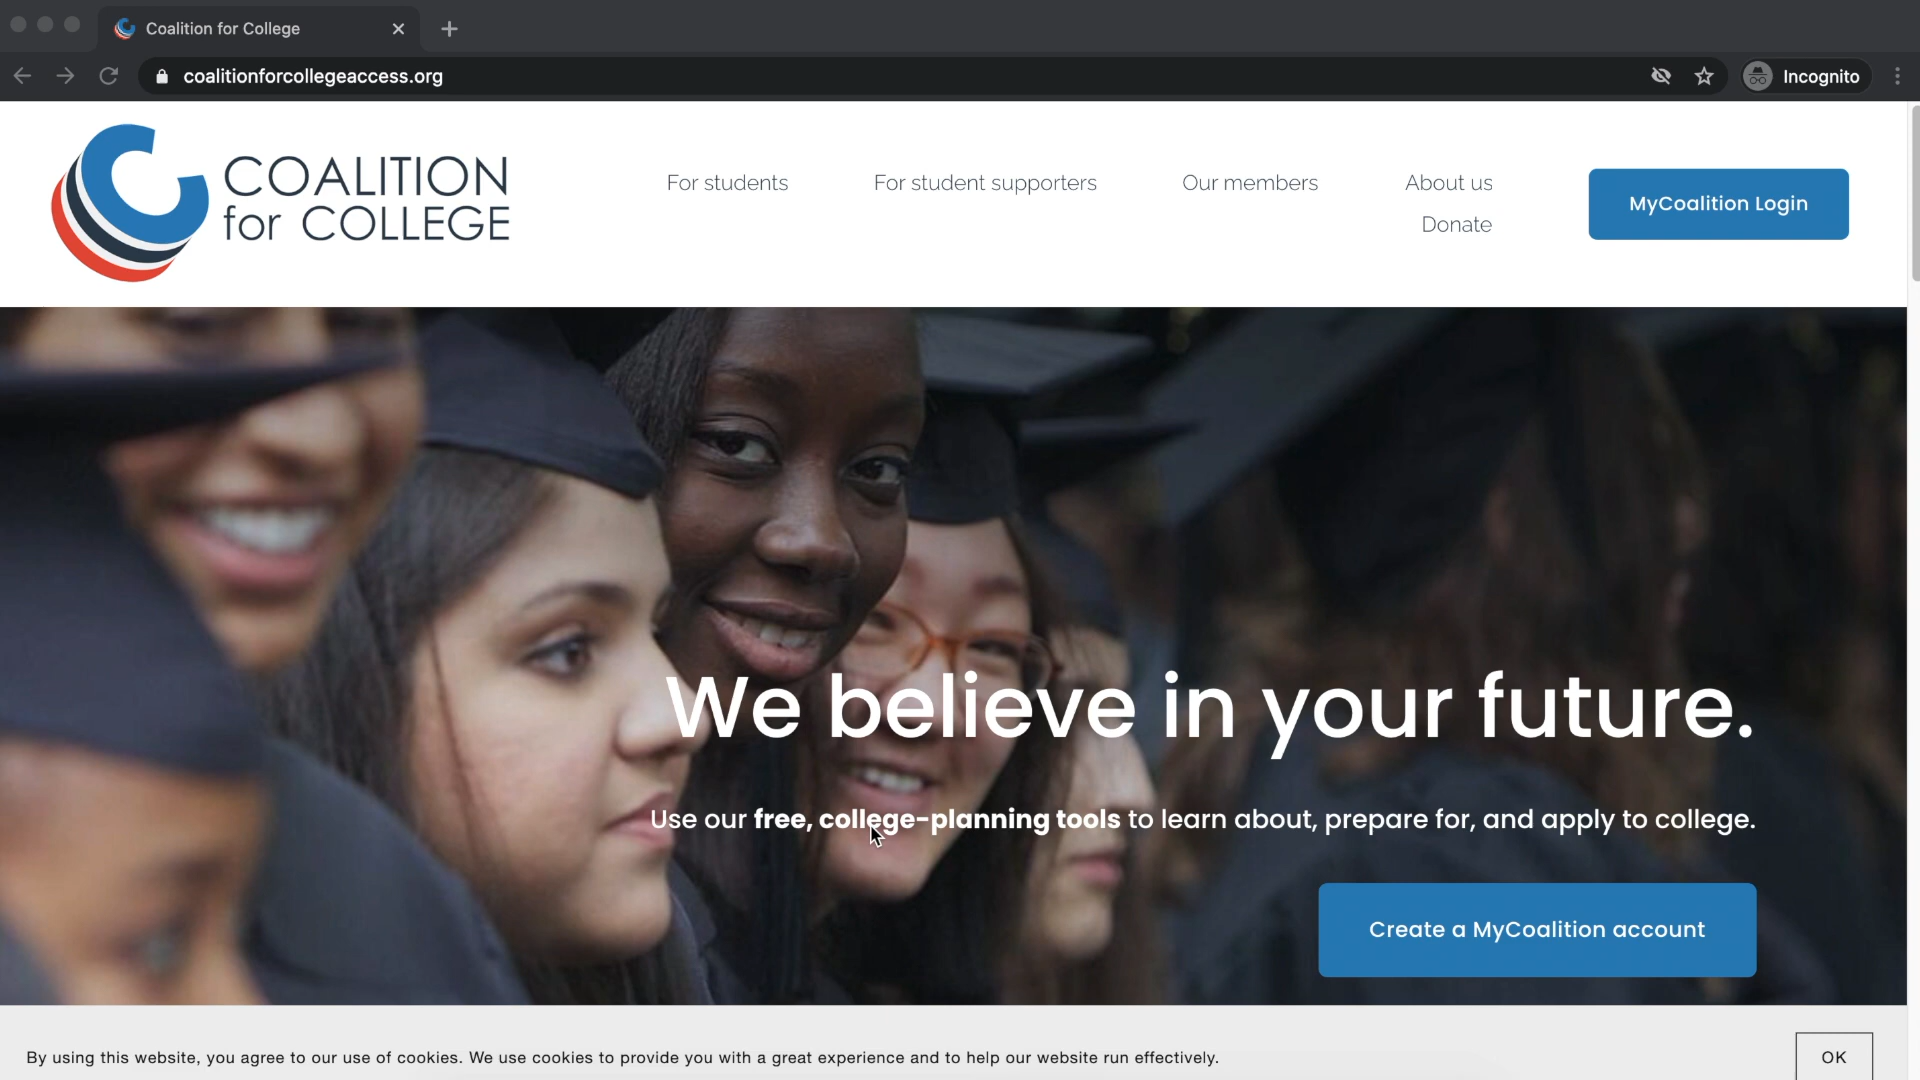 Coalition for College
coalitionforcollegeaccess.org
Incognito
COALITION
for COLLEGE
For students
For student supporters
Our members
About us
Donate
MyCoalition Login
We believe in your future.
Use our free, college-planning tools to learn about, prepare for, and apply to college.
Create a MyCoalition account
By using this website, you agree to our use of cookies. We use cookies to provide you with a great experience and to help our website run effectively.
OK